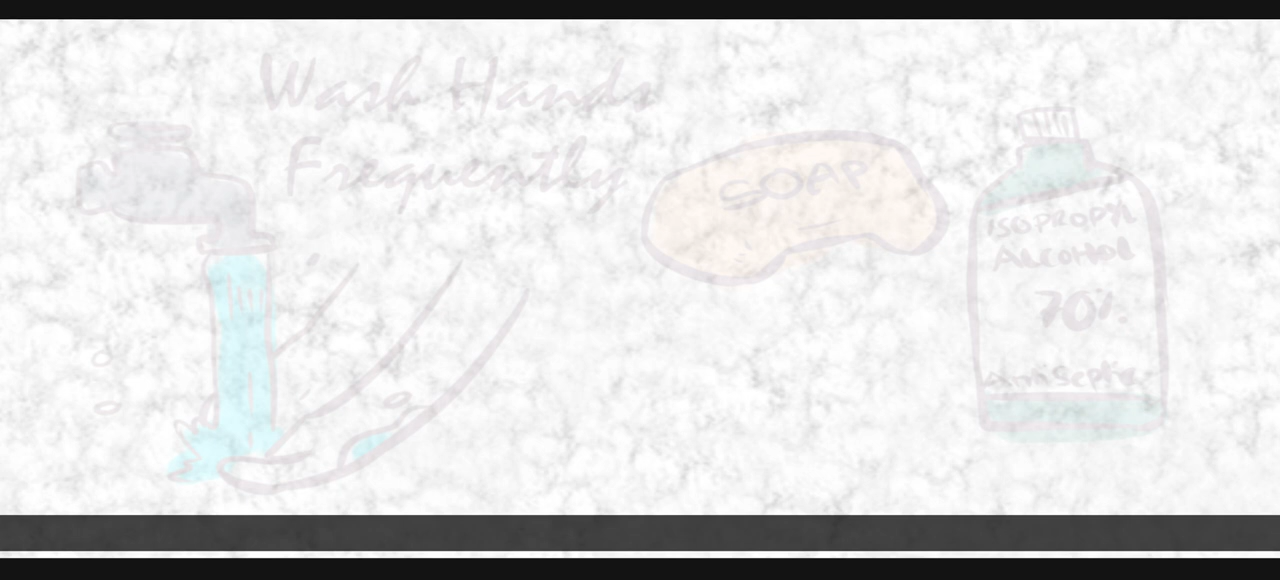 Wash Hands
Frequently
SOAP
ISOPROPYL
ALCOHOL
70%
AntiSeptic